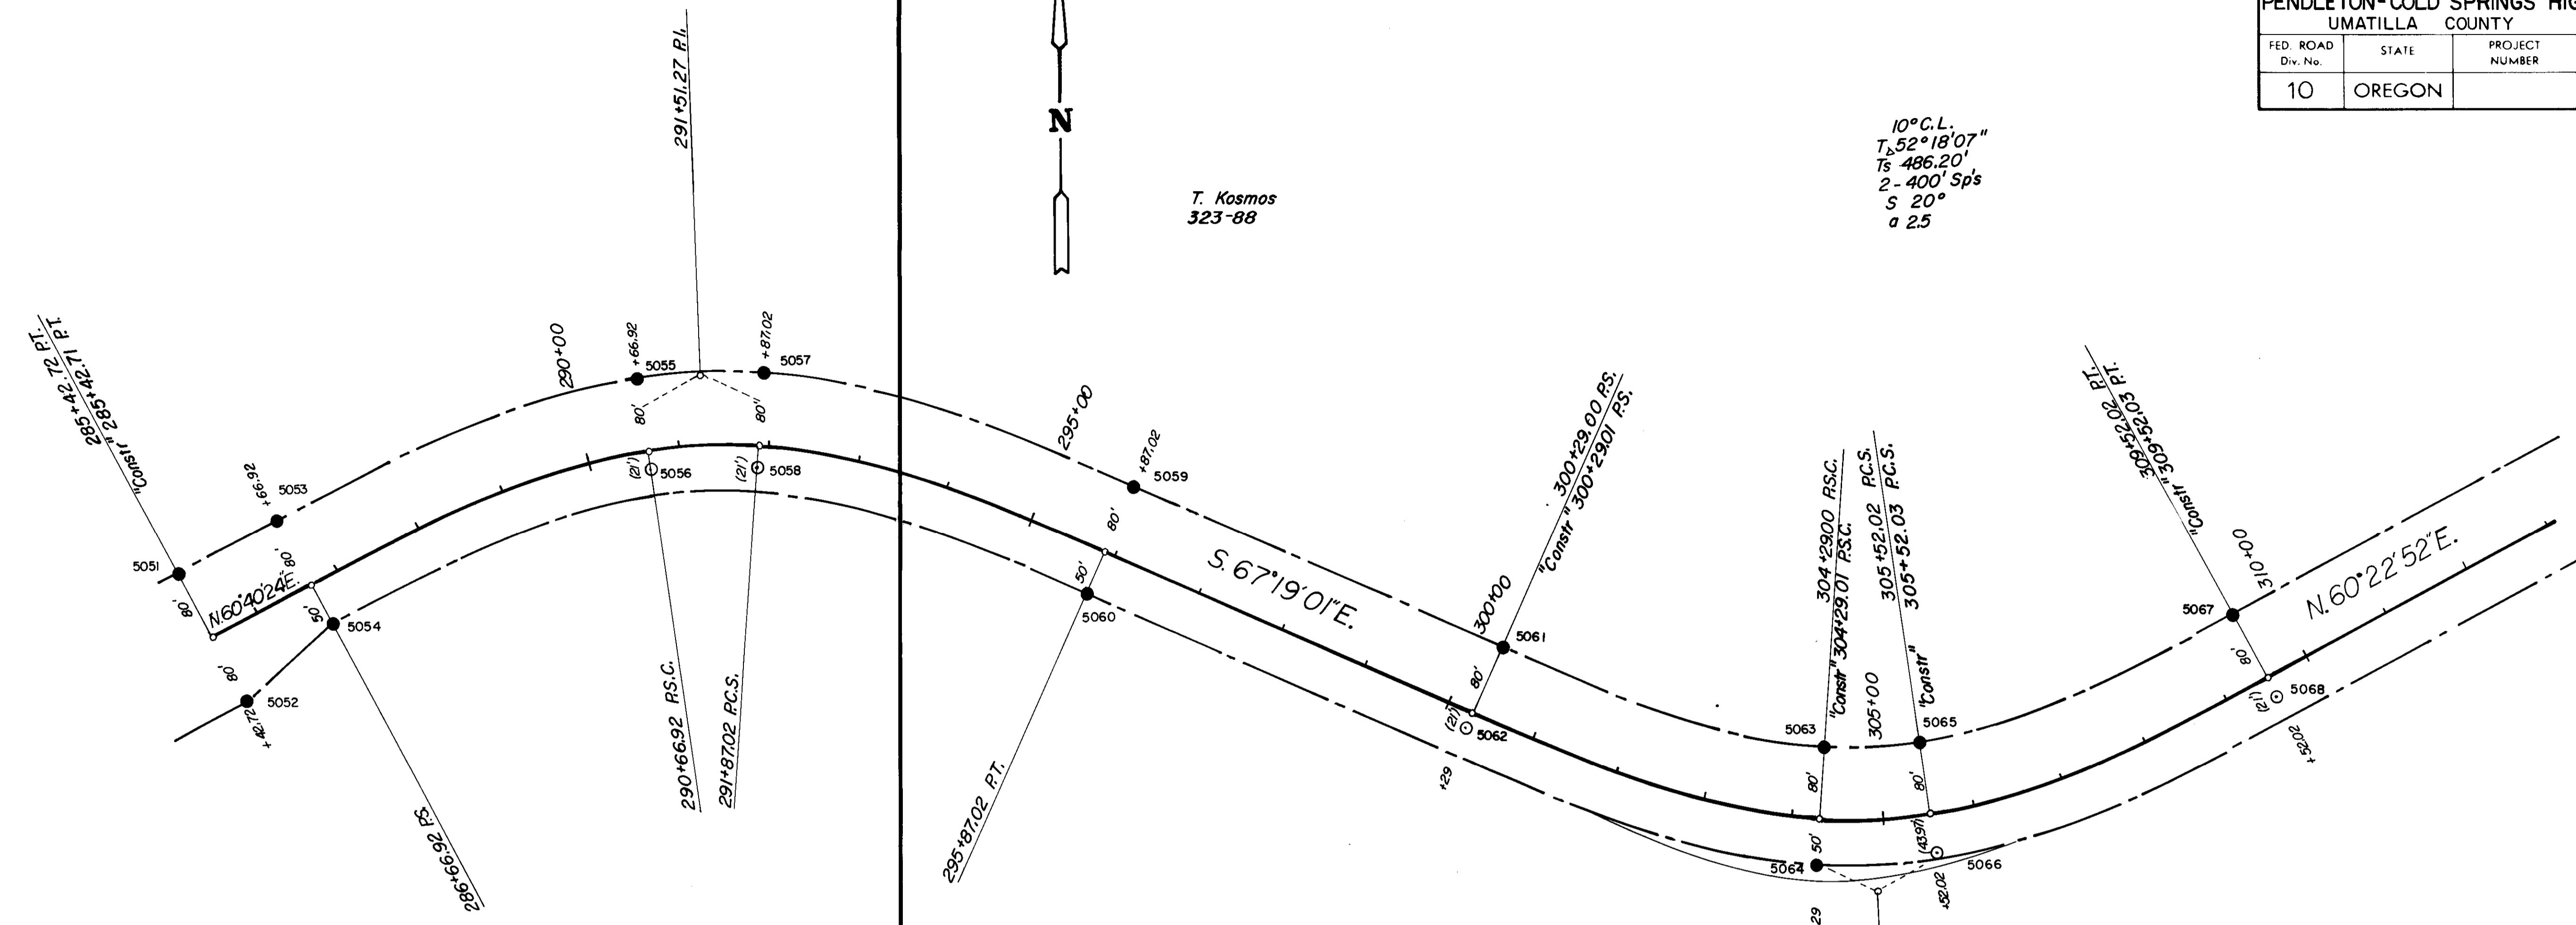 PENDLETON-COLD SPRINGS HIG
UMATILLA COUNTY
FED. ROAD
Div. No.
STATE
PROJECT
NUMBER
10
OREGON
N
T. Kosmos
323-88
10° C.L.
T△ 52°18'07"
Ts 486.20'
2-400' Sp's
S 20°
a 2.5
285+42.72 P.T.
"Constr" 285+42.71 P.T.
5051
80'
N.60°40'24"E.
80'
+66.92
5053
80'
50'
5054
5052
+42.72
286+66.92 P.S.
290+00
+66.92
5055
291+51.27 P.I.
+87.02
5057
80'
80''
(21')
5056
(21')
5058
290+66.92 P.S.C.
291+87.02 P.C.S.
295+00
+87.02
5059
80'
50'
5060
295+87.02 P.T.
S. 67°19'01"E.
300+00
300+29.00 P.S.
"Constr" 300+29.01 P.S.
5061
80'
(21')
5062
+29
304+29.00 P.S.C.
"Constr" 304+29.01 P.S.C.
305+00
305+52.02 P.C.S.
"Constr" 305+52.03 P.C.S.
5063
5065
80'
80'
50'
(43.97')
5064
5066
29
+52.02
309+52.02 P.T.
"Constr" 309+52.03 P.T.
310+00
5067
80'
(21')
5068
+52.02
N.60°22'52"E.